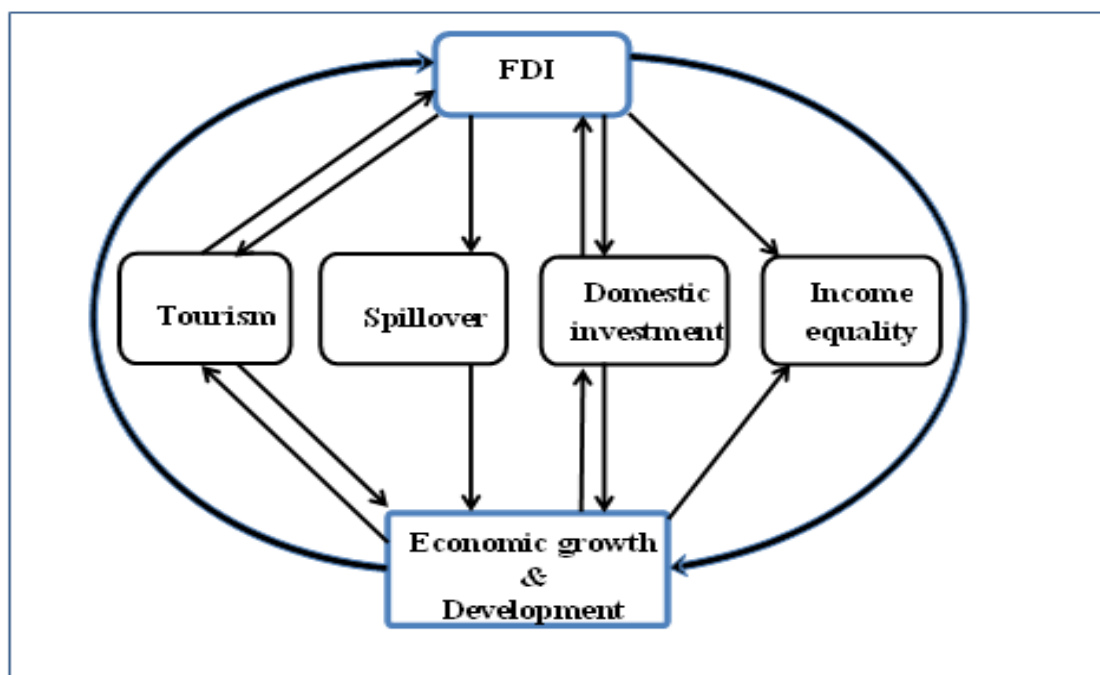 FDI
Tourism
Spillover
Domestic
investment
Income
equality
Economic growth
&
Development